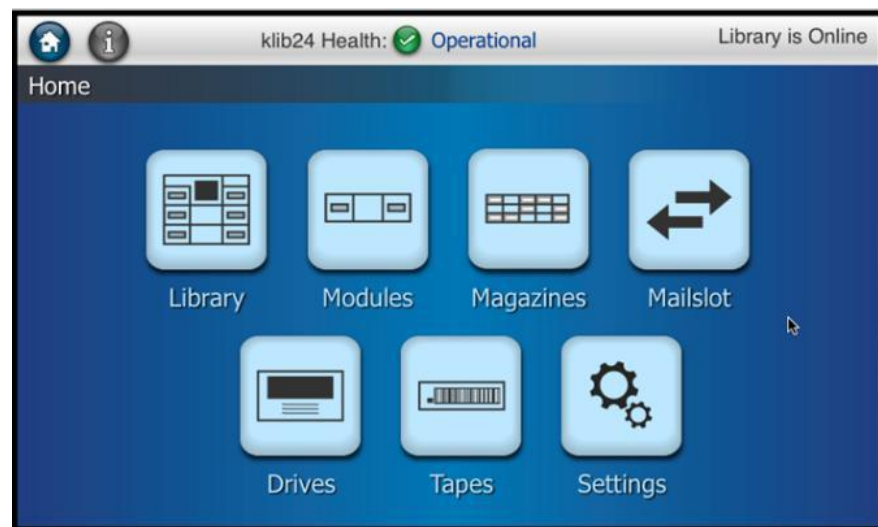 klib24 Health: Operational Library is Online
Home
Library Modules Magazines Mailslot
Drives Tapes Settings